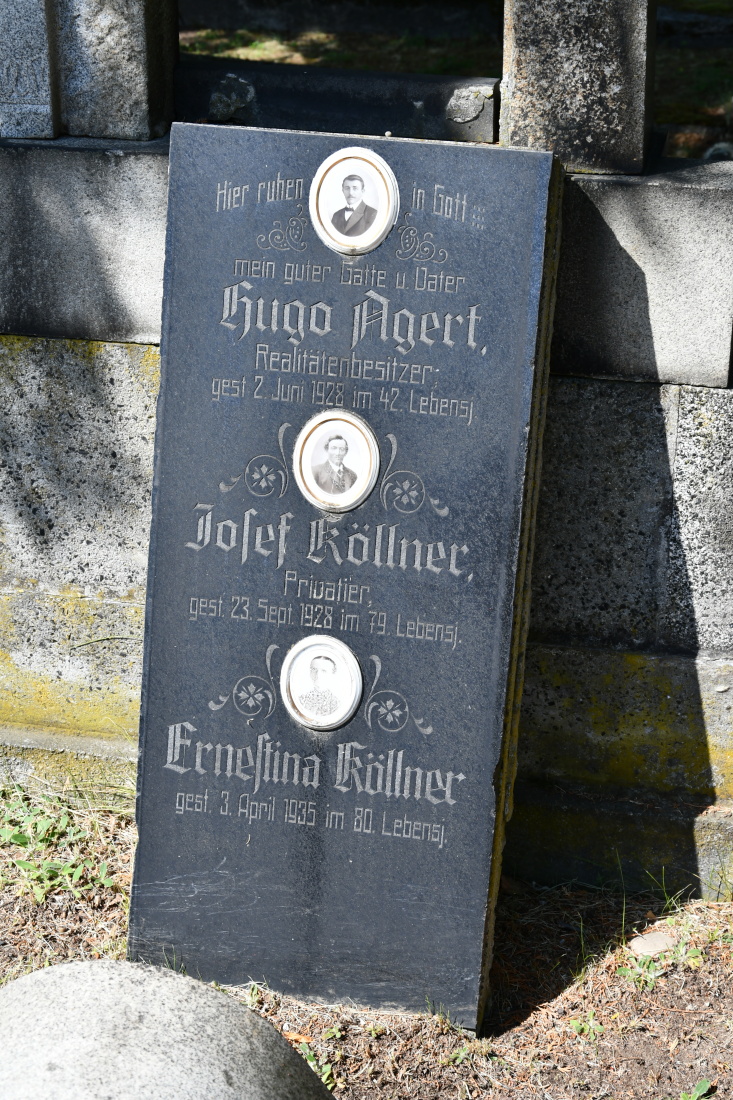 Hier ruhen in Gott:
mein guter Gatte u. Vater
Hugo Agert,
Realitätenbesitzer,
gest 2. Juni 1928 im 42. Lebensj.
Josef Köllner,
Privatier,
gest. 23. Sept. 1928 im 79. Lebensj.
Ernestina Köllner
gest. 3. April 1935 im 80. Lebensj.